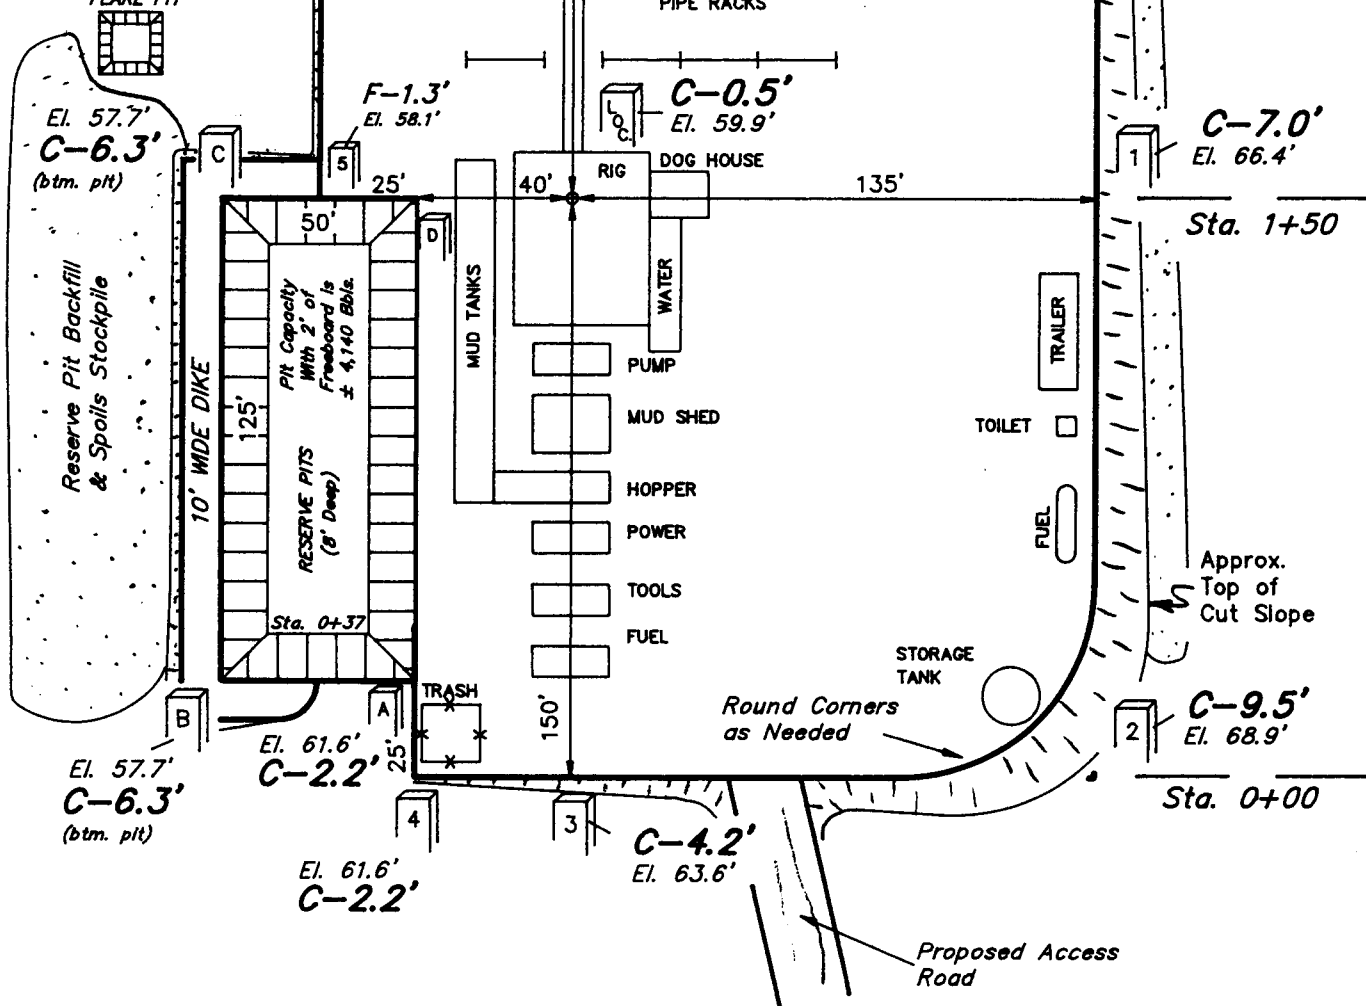 PIPE RACKS
F-1.3'
El. 58.1'
C-0.5'
El. 59.9'
El. 57.7'
C-6.3'
(btm. pit)
C
5
LOC.
C-7.0'
El. 66.4'
1
RIG
DOG HOUSE
25'
40'
135'
Sta. 1+50
50'
D
Reserve Pit Backfill
& Spoils Stockpile
10' WIDE DIKE
125'
Pit Capacity
With 2' of
Freeboard is
± 4,140 Bbls.
RESERVE PITS
(8' Deep)
Sta. 0+37
MUD TANKS
WATER
TRAILER
PUMP
MUD SHED
TOILET
HOPPER
POWER
FUEL
TOOLS
FUEL
Approx.
Top of
Cut Slope
STORAGE
TANK
TRASH
B
A
25'
150'
Round Corners
as Needed
2
C-9.5'
El. 68.9'
El. 61.6'
C-2.2'
El. 57.7'
C-6.3'
(btm. pit)
Sta. 0+00
4
3
C-4.2'
El. 63.6'
El. 61.6'
C-2.2'
Proposed Access
Road